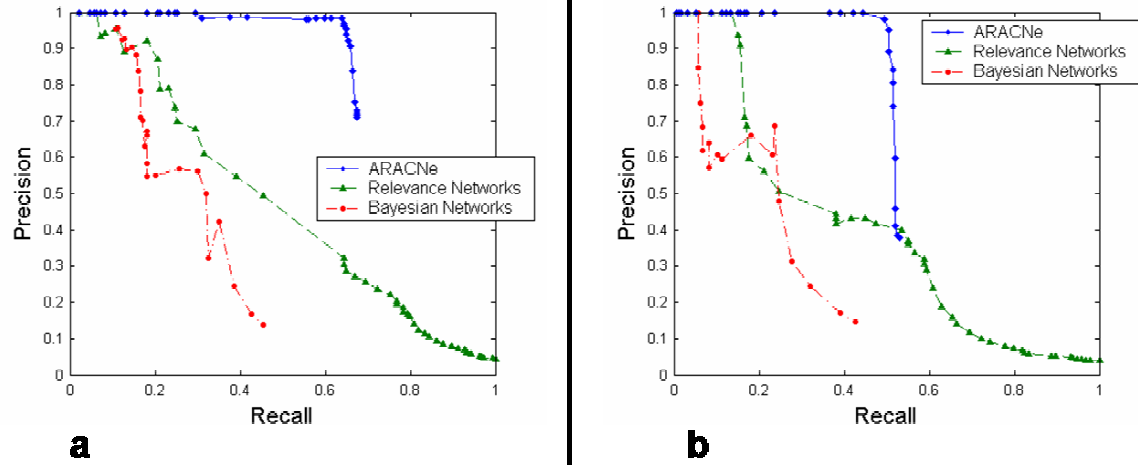 1
0.9
0.8
0.7
0.6
0.5
0.4
0.3
0.2
0.1
0
Precision
ARACNe
Relevance Networks
Bayesian Networks
0 0.2 0.4 0.6 0.8 1
Recall
a
1
0.9
0.8
0.7
0.6
0.5
0.4
0.3
0.2
0.1
0
Precision
ARACNe
Relevance Networks
Bayesian Networks
0 0.2 0.4 0.6 0.8 1
Recall
b